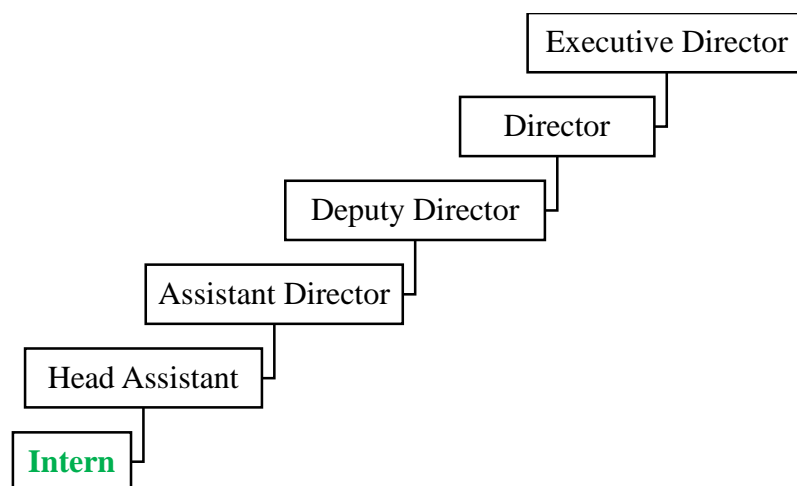 Executive Director
Director
Deputy Director
Assistant Director
Head Assistant
Intern